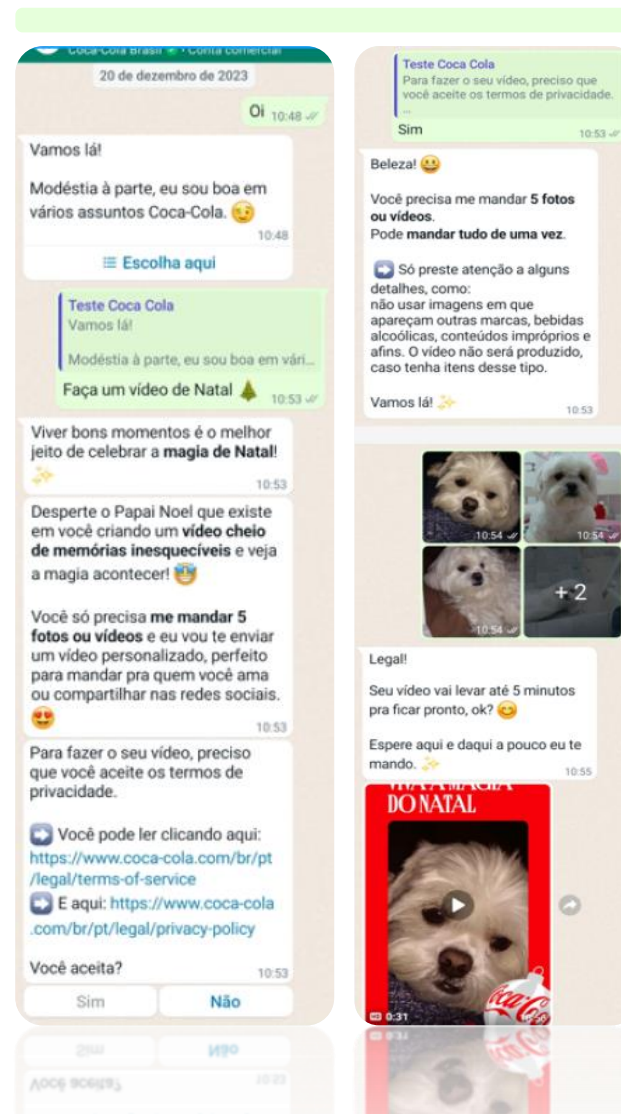 Coca-Cola Brasil • Conta comercial
20 de dezembro de 2023
Oi 10:48
Vamos lá!
Modéstia à parte, eu sou boa em
vários assuntos Coca-Cola. 😉
10:48
Escolha aqui
Teste Coca Cola
Vamos lá!
Modéstia à parte, eu sou boa em vári...
Faça um vídeo de Natal 🎄 10:53
Viver bons momentos é o melhor
jeito de celebrar a magia de Natal!
✨ 10:53
Desperte o Papai Noel que existe
em você criando um vídeo cheio
de memórias inesquecíveis e veja
a magia acontecer! 🎅
Você só precisa me mandar 5
fotos ou vídeos e eu vou te enviar
um vídeo personalizado, perfeito
para mandar pra quem você ama
ou compartilhar nas redes sociais.
😍 10:53
Para fazer o seu vídeo, preciso
que você aceite os termos de
privacidade.
➡️ Você pode ler clicando aqui:
https://www.coca-cola.com/br/pt
/legal/terms-of-service
➡️ E aqui: https://www.coca-cola
.com/br/pt/legal/privacy-policy
Você aceita? 10:53
Sim Não
Teste Coca Cola
Para fazer o seu vídeo, preciso que
você aceite os termos de privacidade.
...
Sim 10:53
Beleza! 😀
Você precisa me mandar 5 fotos
ou vídeos.
Pode mandar tudo de uma vez.
➡️ Só preste atenção a alguns
detalhes, como:
não usar imagens em que
apareçam outras marcas, bebidas
alcoólicas, conteúdos impróprios e
afins. O vídeo não será produzido,
caso tenha itens desse tipo.
Vamos lá! ✨ 10:53
10:54 10:54
10:54 + 2
Legal!
Seu vídeo vai levar até 5 minutos
pra ficar pronto, ok? 😊
Espere aqui e daqui a pouco eu te
mando. ✨ 10:55
VIVA A MAGIA
DO NATAL
Coca-Co
HD 0:31